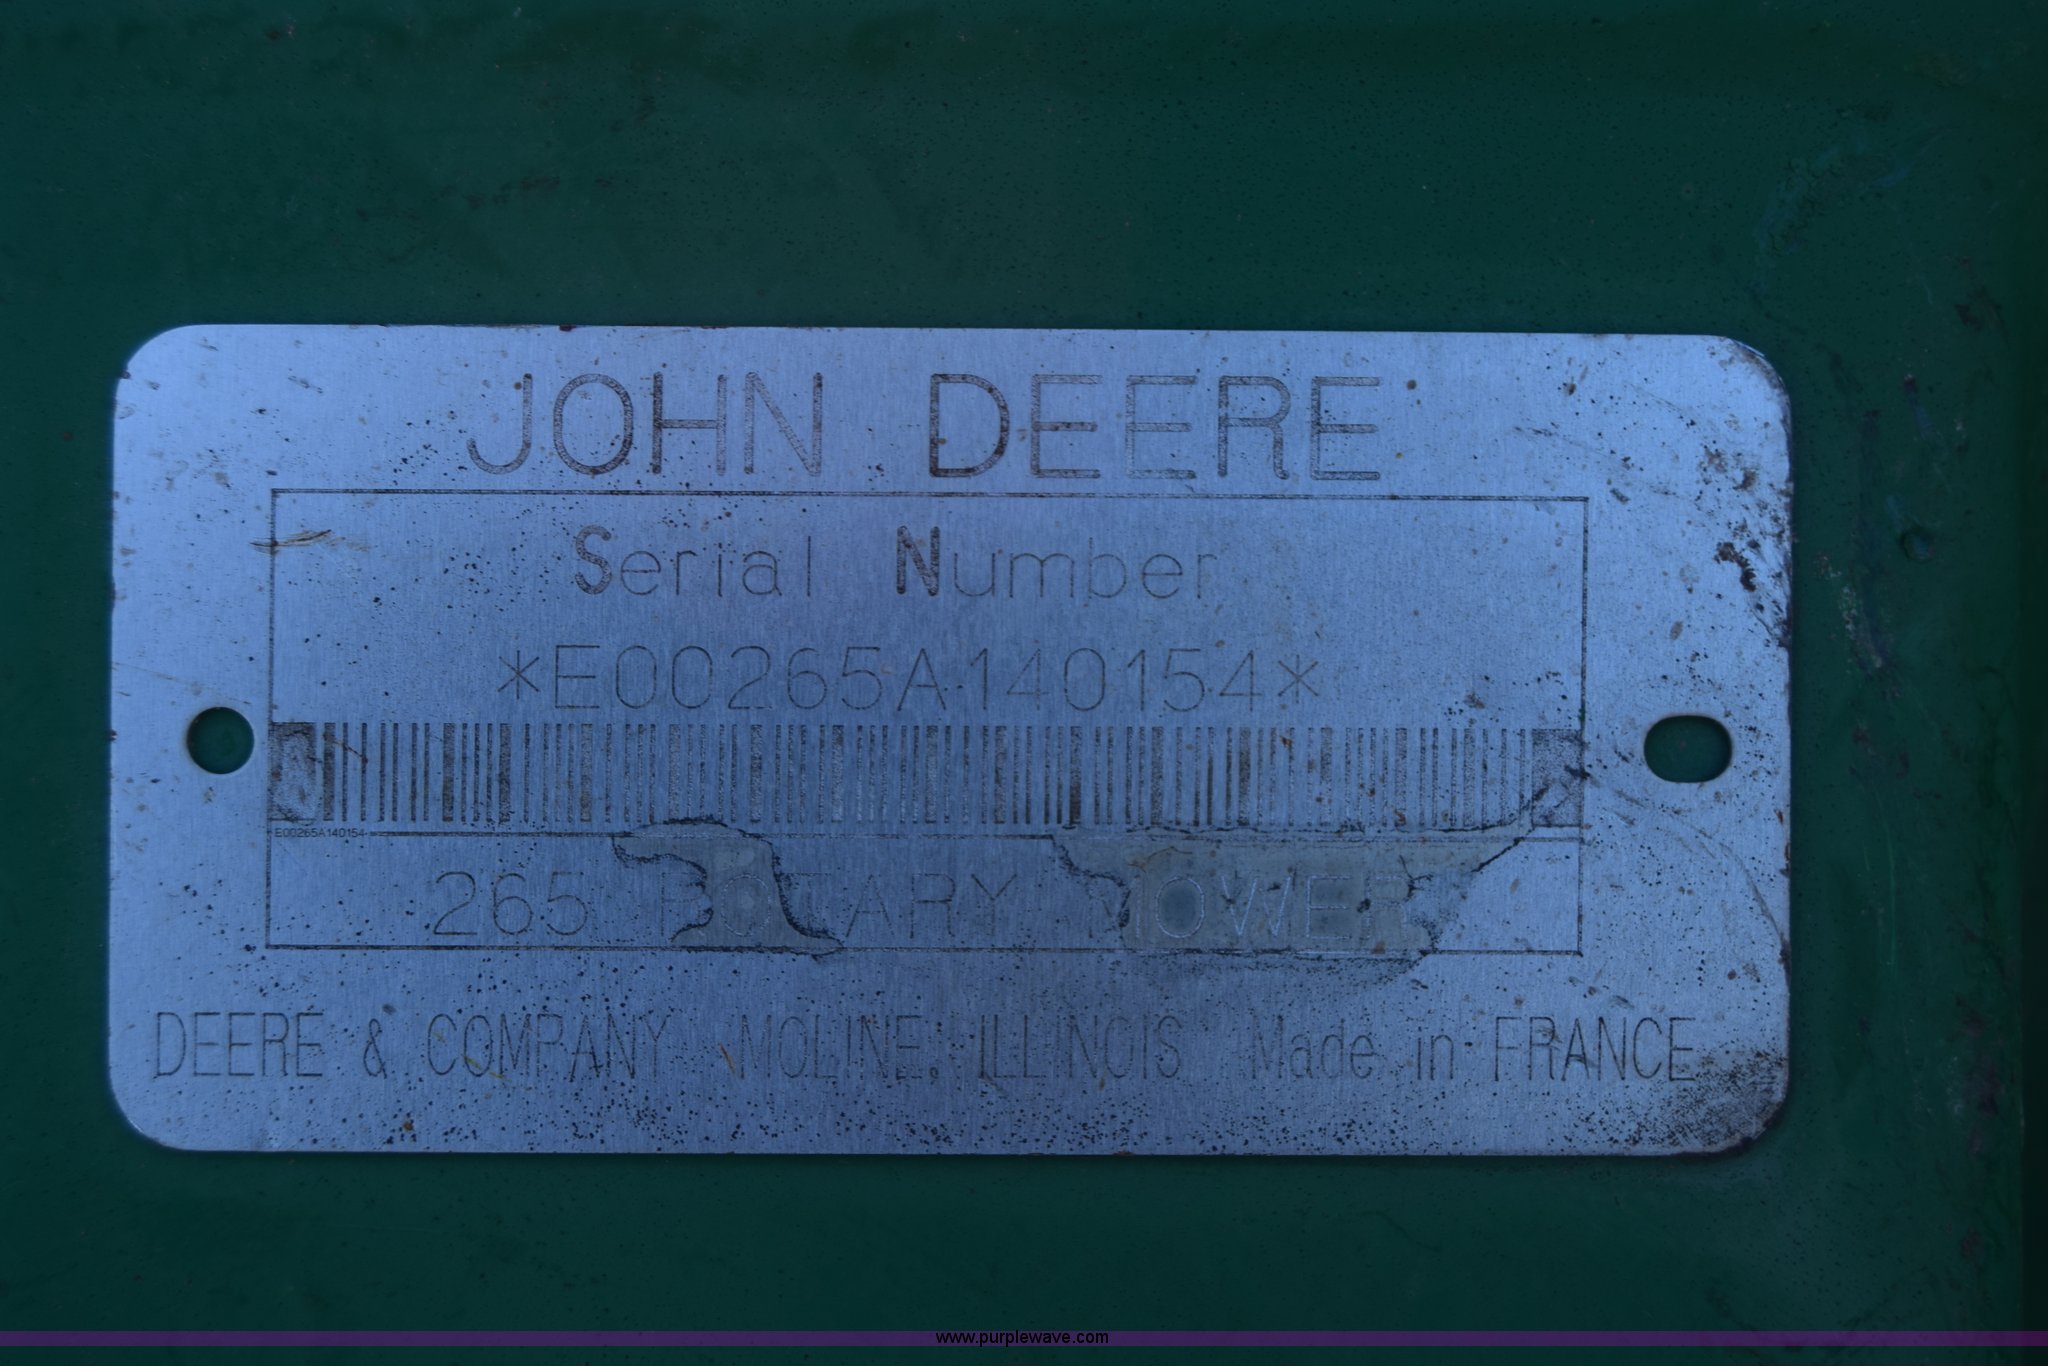 JOHN DEERE
Serial Number
*E00265A140154*
E00265A140154
265 ROTARY MOWER
DEERE & COMPANY MOLINE, ILLINOIS Made in FRANCE
www.purplewave.com